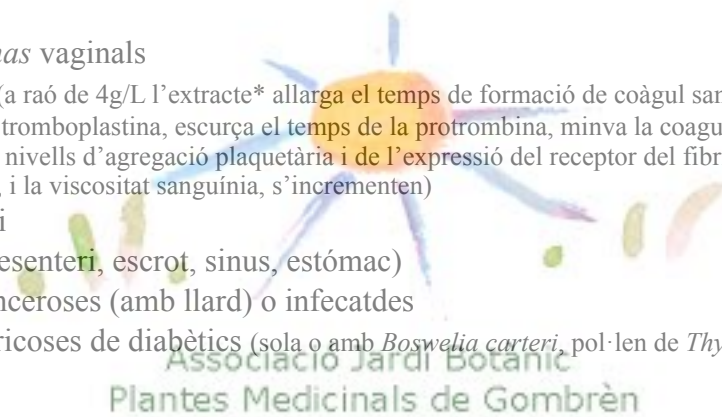 nas vaginals
(a raó de 4g/L l’extracte* allarga el temps de formació de coàgul san
tromboplastina, escurça el temps de la protrombina, minva la coagu
nivells d’agregació plaquetària i de l’expressió del receptor del fibr
, i la viscositat sanguínia, s’incrementen)
i
esenteri, escrot, sinus, estómac)
nceroses (amb llard) o infecatdes
ricoses de diabètics (sola o amb Boswelia carteri, pol·len de Thy
Associació Jardí Botànic
Plantes Medicinals de Gombrèn